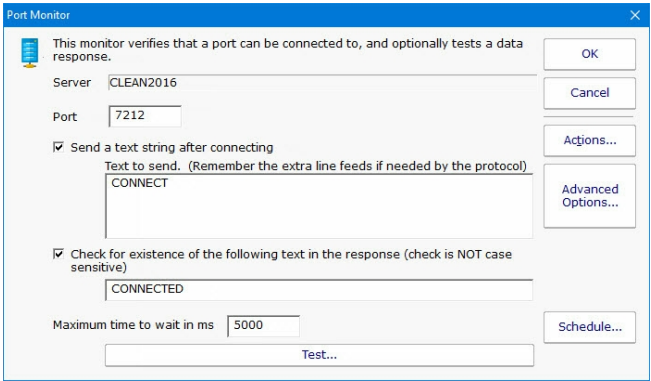 Port Monitor
This monitor verifies that a port can be connected to, and optionally tests a data
response.
OK
Server CLEAN2016
Cancel
Port 7212
Send a text string after connecting
Actions...
Text to send. (Remember the extra line feeds if needed by the protocol)
CONNECT
Advanced
Options...
Check for existence of the following text in the response (check is NOT case
sensitive)
CONNECTED
Maximum time to wait in ms 5000
Schedule...
Test...